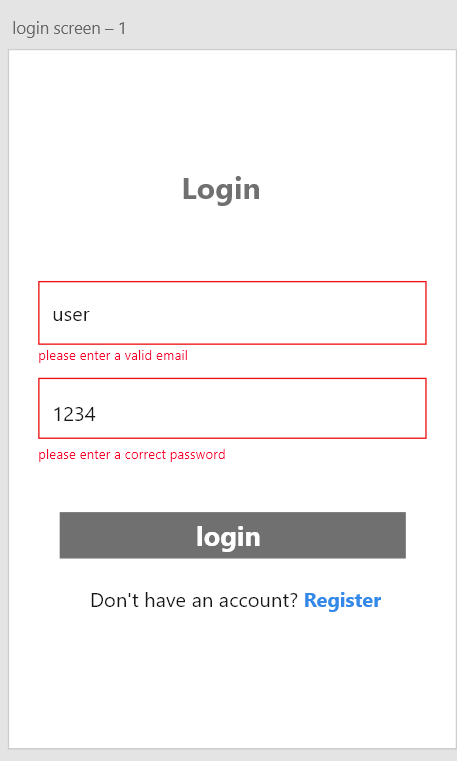 login screen – 1
Login
user
please enter a valid email
1234
please enter a correct password
login
Don't have an account? Register